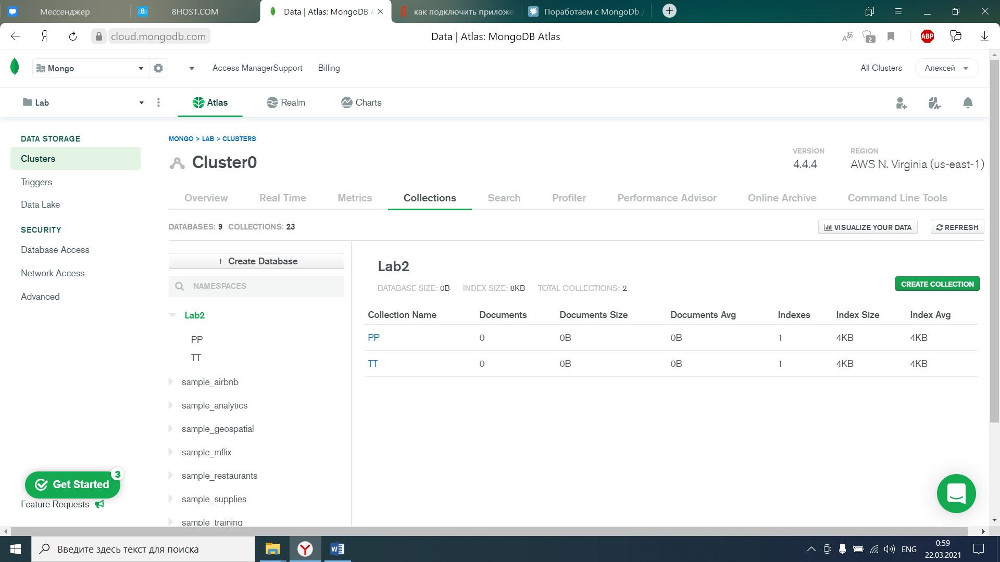 Мессенджер
8HOST.COM
Data | Atlas: MongoDB A
как подключить приложе
Поработаем с MongoDb /
cloud.mongodb.com
Data | Atlas: MongoDB Atlas
2
ABP
Mongo
Access Manager
Support
Billing
All Clusters
Алексей
Lab
Atlas
Realm
Charts
DATA STORAGE
Clusters
Triggers
Data Lake
SECURITY
Database Access
Network Access
Advanced
Get Started
3
Feature Requests
MONGO > LAB > CLUSTERS
Cluster0
VERSION
4.4.4
REGION
AWS N. Virginia (us-east-1)
Overview Real Time Metrics Collections Search Profiler Performance Advisor Online Archive Command Line Tools
DATABASES: 9 COLLECTIONS: 23
VISUALIZE YOUR DATA
REFRESH
+ Create Database
NAMESPACES
Lab2
PP
TT
sample_airbnb
sample_analytics
sample_geospatial
sample_mflix
sample_restaurants
sample_supplies
sample_training
Lab2
DATABASE SIZE: 0B INDEX SIZE: 8KB TOTAL COLLECTIONS: 2
CREATE COLLECTION
Collection Name Documents Documents Size Documents Avg Indexes Index Size Index Avg
PP 0 0B 0B 1 4KB 4KB
TT 0 0B 0B 1 4KB 4KB
Введите здесь текст для поиска
ENG
0:59
22.03.2021